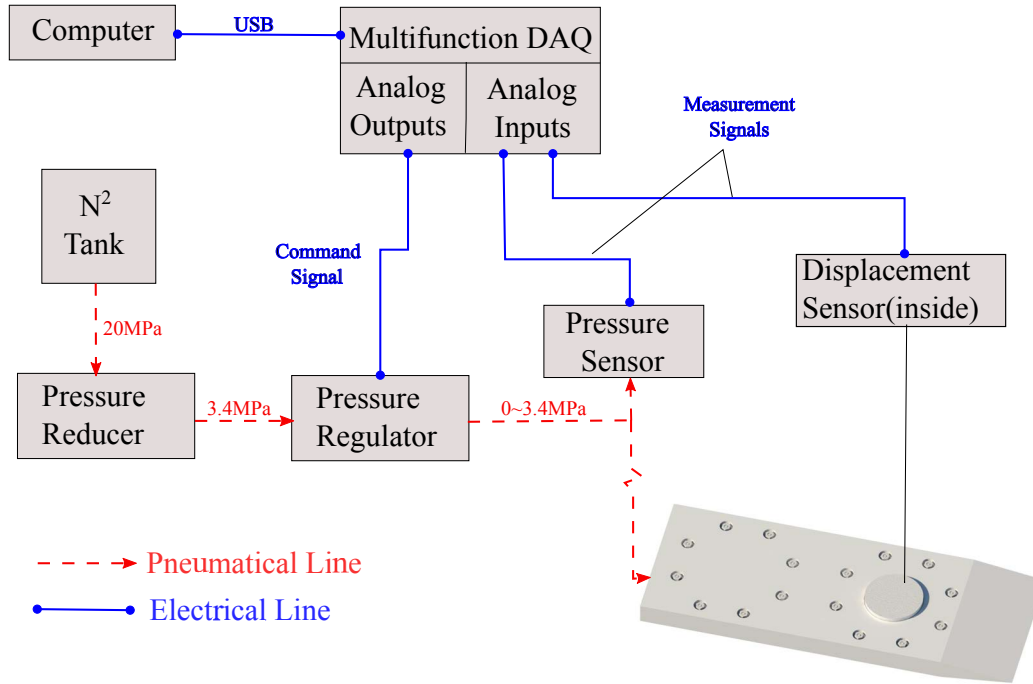 Computer
USB
Multifunction DAQ
Analog
Outputs
Analog
Inputs
Measurement
Signals
N²
Tank
Command
Signal
Displacement
Sensor(inside)
20MPa
Pressure
Sensor
Pressure
Reducer
3.4MPa
Pressure
Regulator
0~3.4MPa
Pneumatical Line
Electrical Line